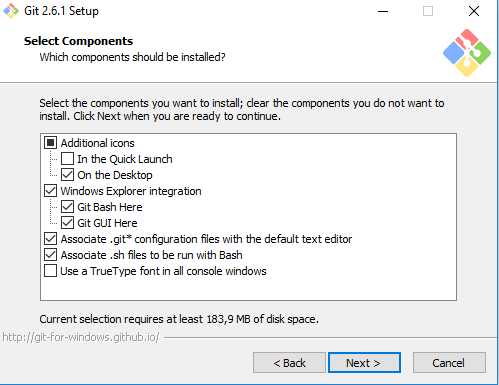 Git 2.6.1 Setup
Select Components
Which components should be installed?
Select the components you want to install; clear the components you do not want to
install. Click Next when you are ready to continue.
Additional icons
In the Quick Launch
On the Desktop
Windows Explorer integration
Git Bash Here
Git GUI Here
Associate .git* configuration files with the default text editor
Associate .sh files to be run with Bash
Use a TrueType font in all console windows
Current selection requires at least 183,9 MB of disk space.
http://git-for-windows.github.io/
< Back
Next >
Cancel